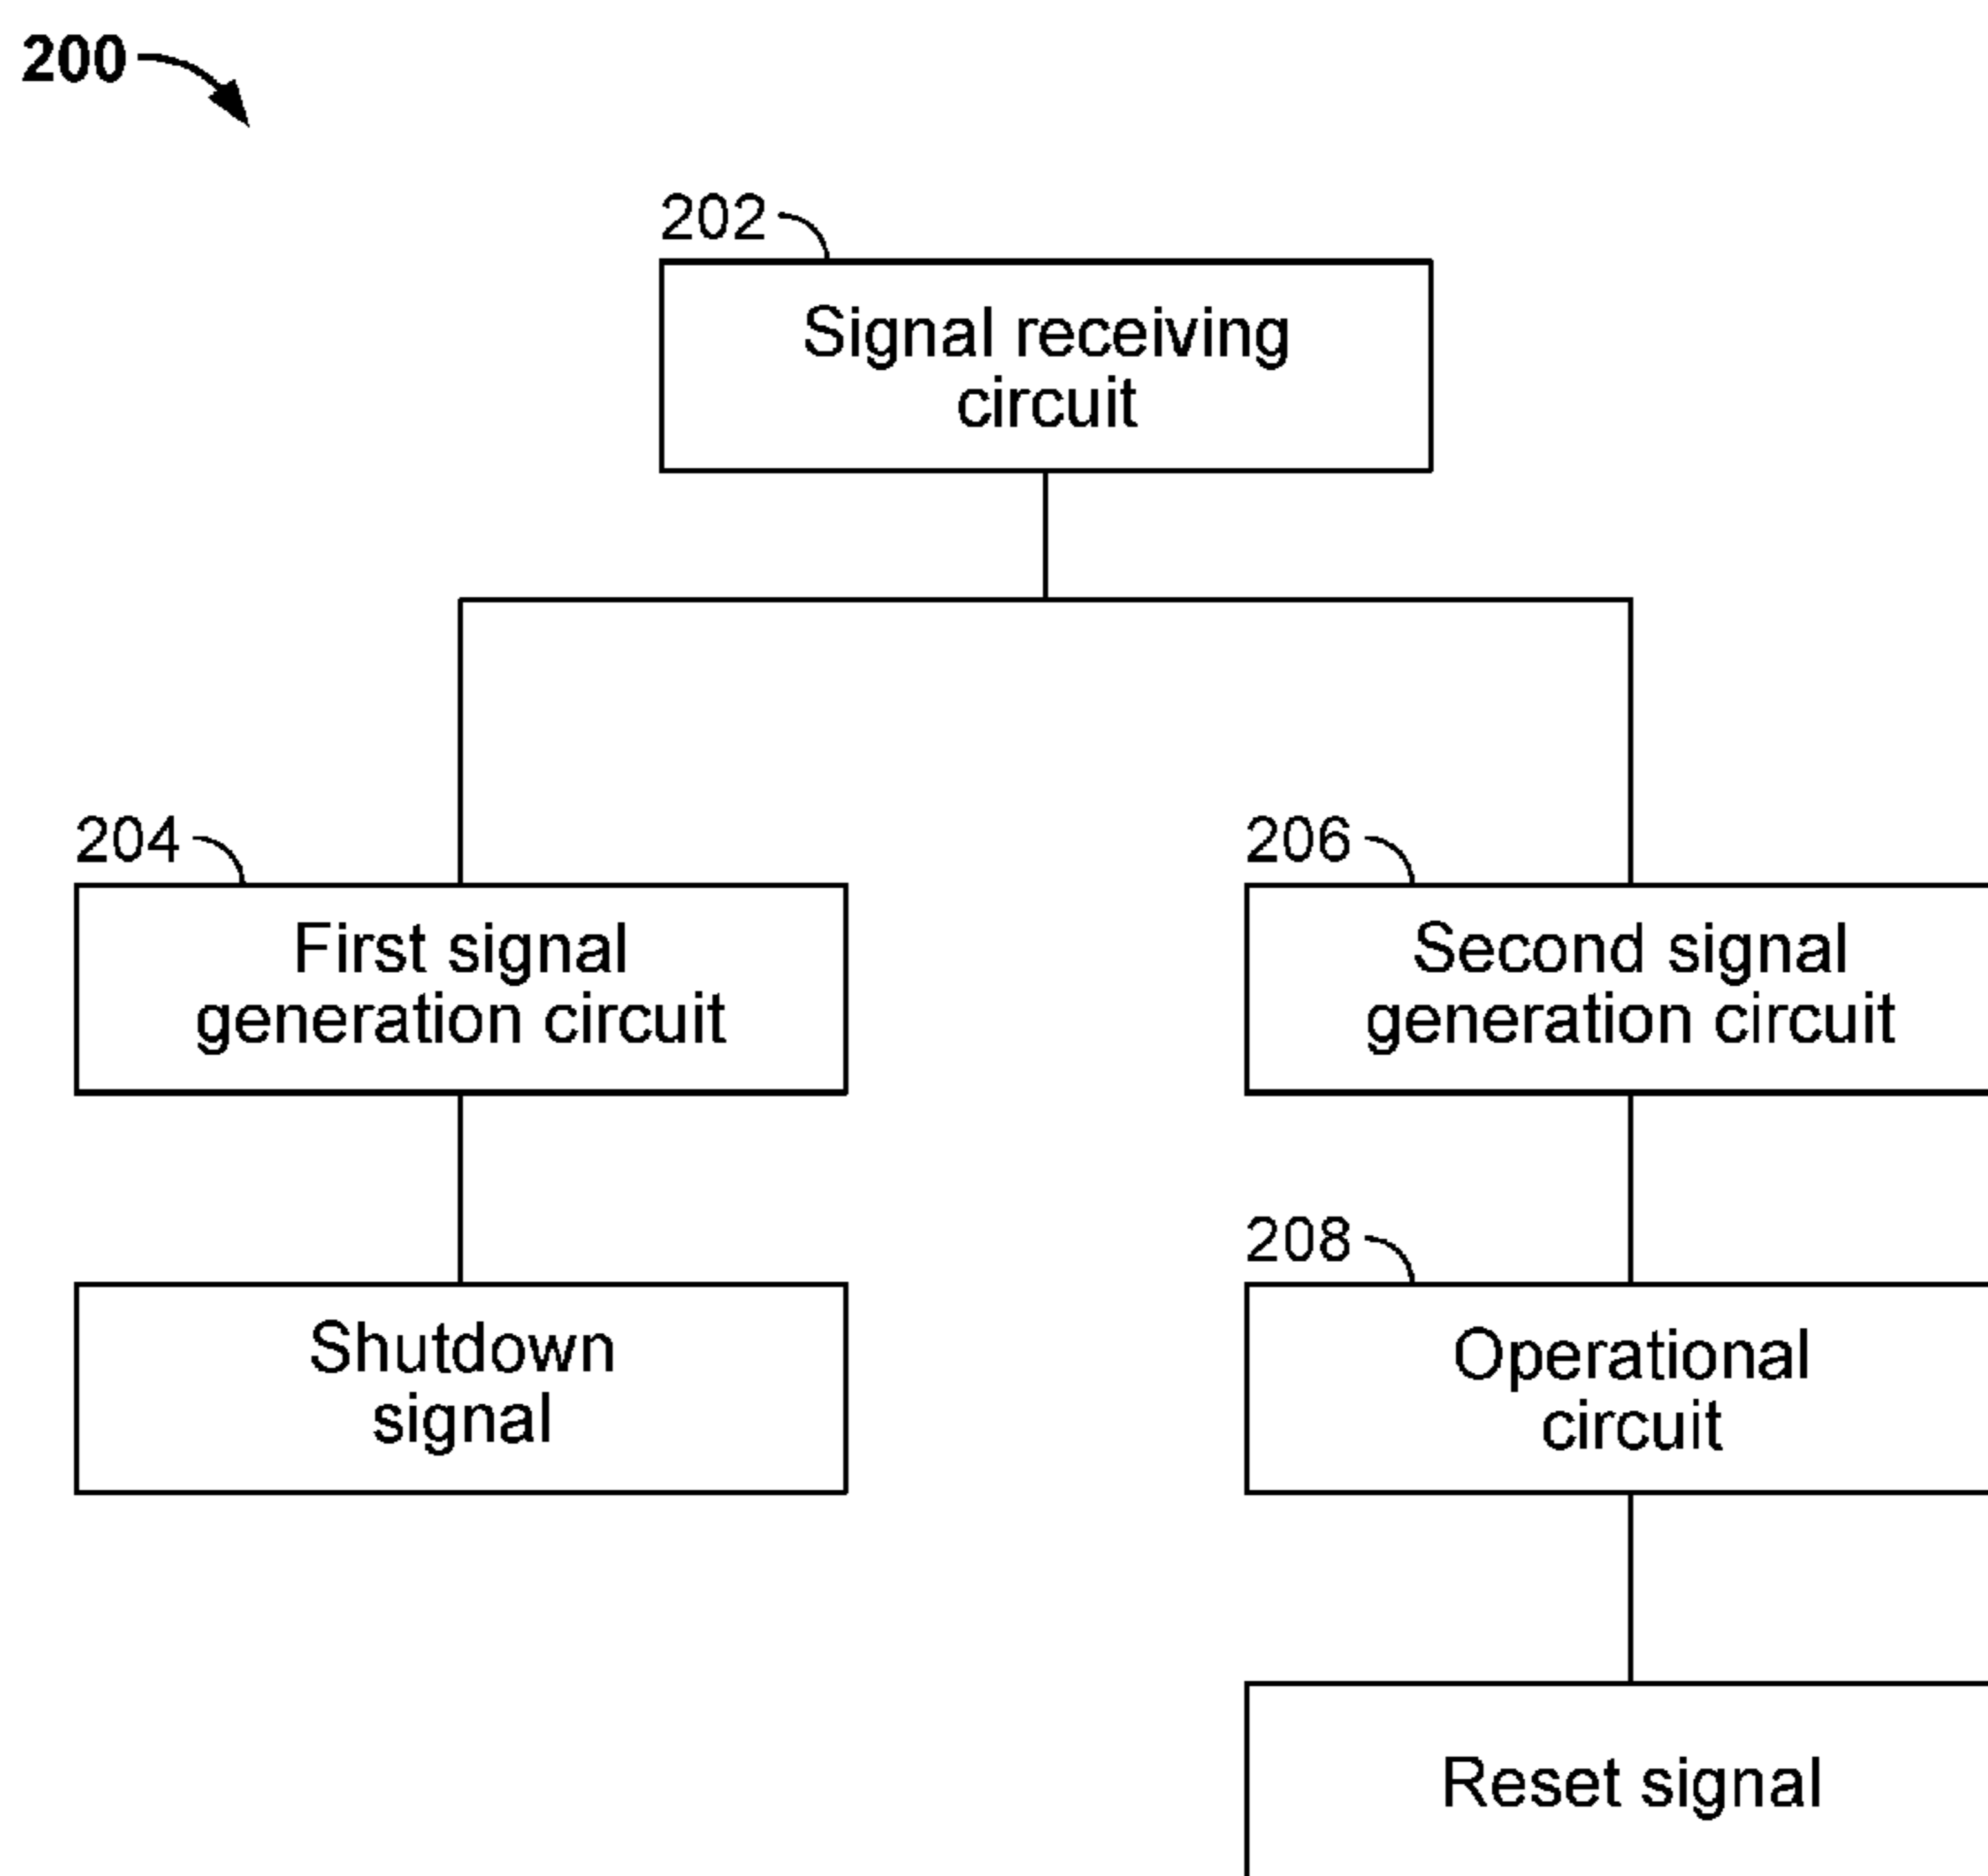 200
202
Signal receiving
circuit
204
First signal
generation circuit
206
Second signal
generation circuit
Shutdown
signal
208
Operational
circuit
Reset signal